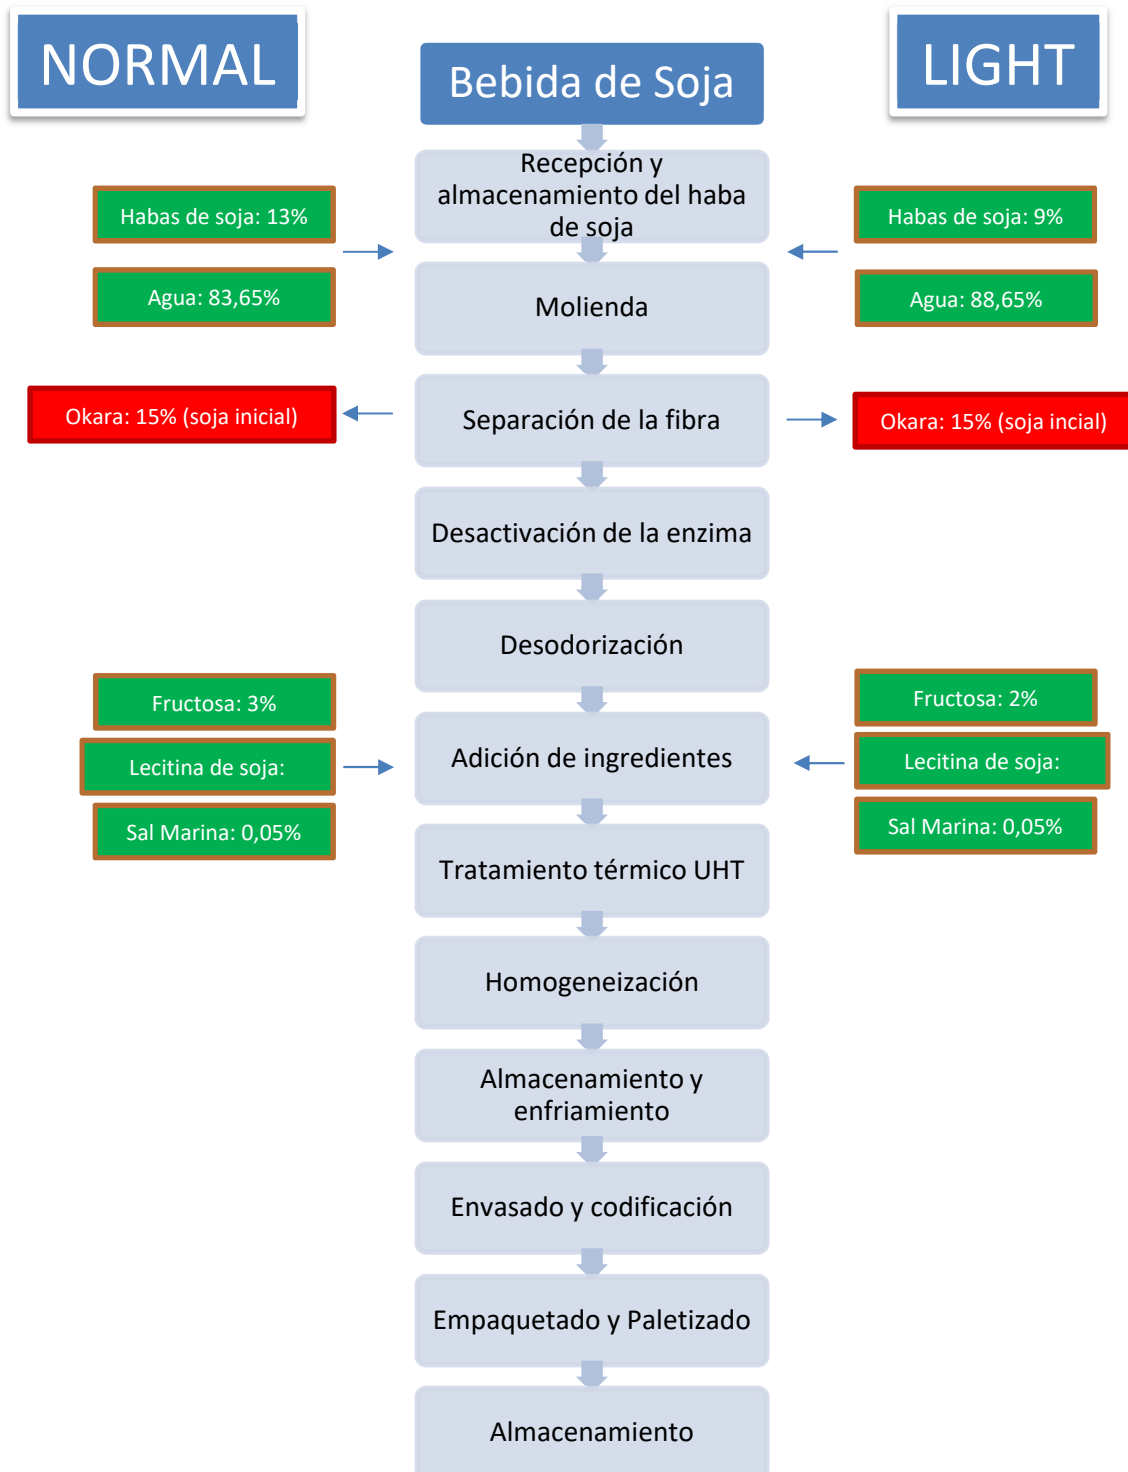 NORMAL
Bebida de Soja
LIGHT
Recepción y
almacenamiento del haba
de soja
Habas de soja: 13%
Habas de soja: 9%
Agua: 83,65%
Agua: 88,65%
Molienda
Okara: 15% (soja inicial)
Separación de la fibra
Okara: 15% (soja incial)
Desactivación de la enzima
Desodorización
Fructosa: 3%
Fructosa: 2%
Lecitina de soja:
Adición de ingredientes
Lecitina de soja:
Sal Marina: 0,05%
Sal Marina: 0,05%
Tratamiento térmico UHT
Homogeneización
Almacenamiento y
enfriamiento
Envasado y codificación
Empaquetado y Paletizado
Almacenamiento